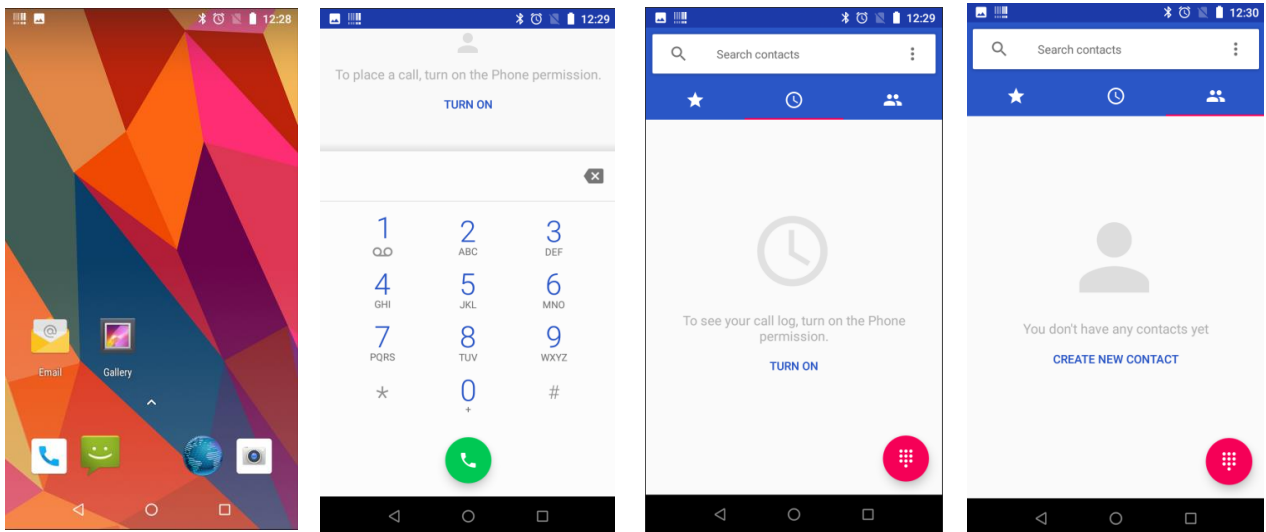 12:28
Email
Gallery
12:29
To place a call, turn on the Phone permission.
TURN ON
1
2
ABC
3
DEF
4
GHI
5
JKL
6
MNO
7
PQRS
8
TUV
9
WXYZ
*
0
+
#
12:29
Search contacts
To see your call log, turn on the Phone
permission.
TURN ON
12:30
Search contacts
You don't have any contacts yet
CREATE NEW CONTACT